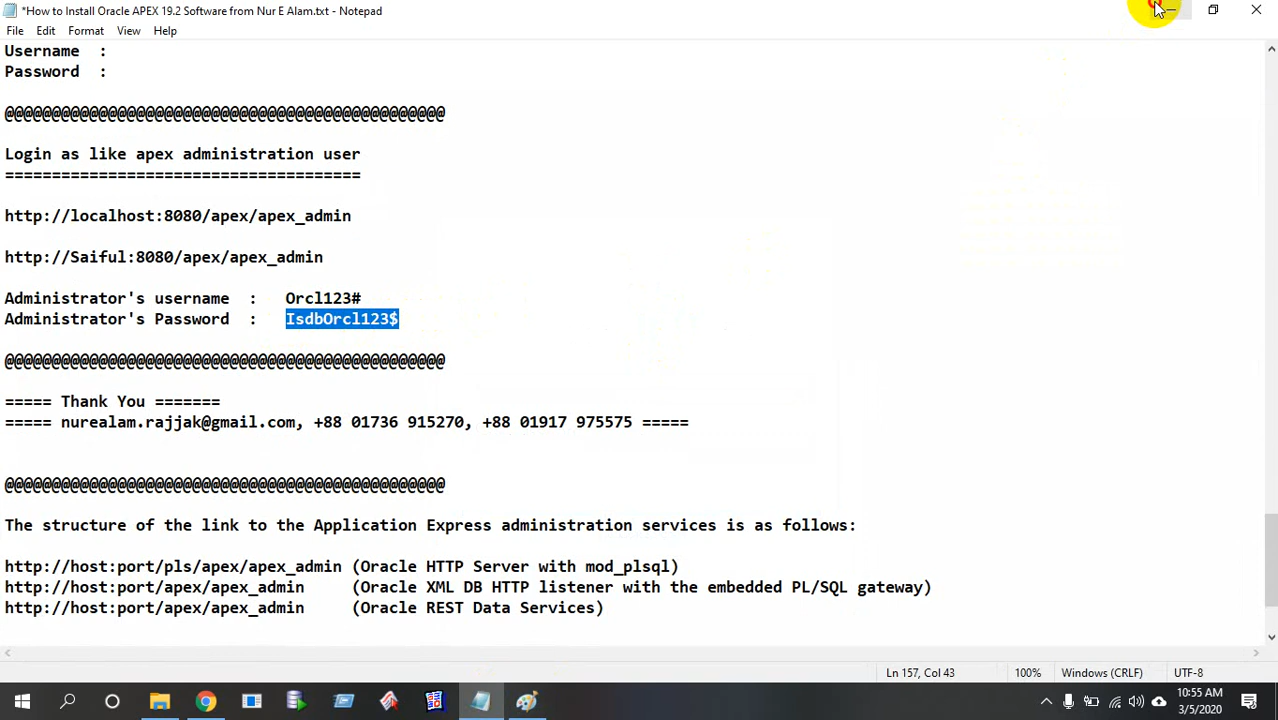 *How to Install Oracle APEX 19.2 Software from Nur E Alam.txt - Notepad
File Edit Format View Help
Username :
Password :
@@@@@@@@@@@@@@@@@@@@@@@@@@@@@@@@@@@@@@@@@@@@@@@
Login as like apex administration user
======================================
http://localhost:8080/apex/apex_admin
http://Saiful:8080/apex/apex_admin
Administrator's username : Orcl123#
Administrator's Password : IsdbOrcl123$
@@@@@@@@@@@@@@@@@@@@@@@@@@@@@@@@@@@@@@@@@@@@@@@
===== Thank You =======
===== nurealam.rajjak@gmail.com, +88 01736 915270, +88 01917 975575 =====
@@@@@@@@@@@@@@@@@@@@@@@@@@@@@@@@@@@@@@@@@@@@@@@
The structure of the link to the Application Express administration services is as follows:
http://host:port/pls/apex/apex_admin (Oracle HTTP Server with mod_plsql)
http://host:port/apex/apex_admin (Oracle XML DB HTTP listener with the embedded PL/SQL gateway)
http://host:port/apex/apex_admin (Oracle REST Data Services)
Ln 157, Col 43 100% Windows (CRLF) UTF-8
10:55 AM
3/5/2020